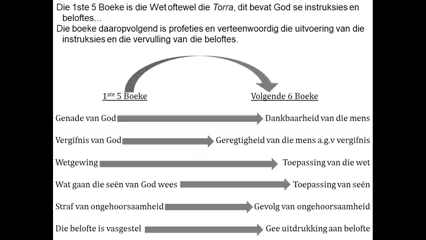 Die 1ste 5 Boeke is die Wet oftewel die Torra, dit bevat God se instruksies en
beloftes...
Die boeke daaropvolgend is profeties en verteenwoordig die uitvoering van die
instruksies en die vervulling van die beloftes.
1ste 5 Boeke Volgende 6 Boeke
Genade van God Dankbaarheid van die mens
Vergifnis van God Geregtigheid van die mens a.g.v vergifnis
Wetgewing Toepassing van die wet
Wat gaan die seën van God wees Toepassing van seën
Straf van ongehoorsaamheid Gevolg van ongehoorsaamheid
Die belofte is vasgestel Gee uitdrukking aan belofte